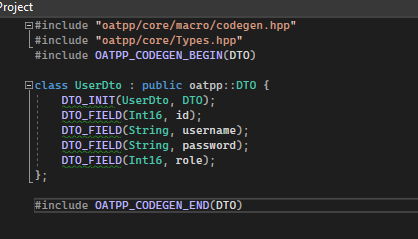 Project
#include "oatpp/core/macro/codegen.hpp"
#include "oatpp/core/Types.hpp"
#include OATPP_CODEGEN_BEGIN(DTO)
class UserDto : public oatpp::DTO {
DTO_INIT(UserDto, DTO);
DTO_FIELD(Int16, id);
DTO_FIELD(String, username);
DTO_FIELD(String, password);
DTO_FIELD(Int16, role);
};
#include OATPP_CODEGEN_END(DTO)